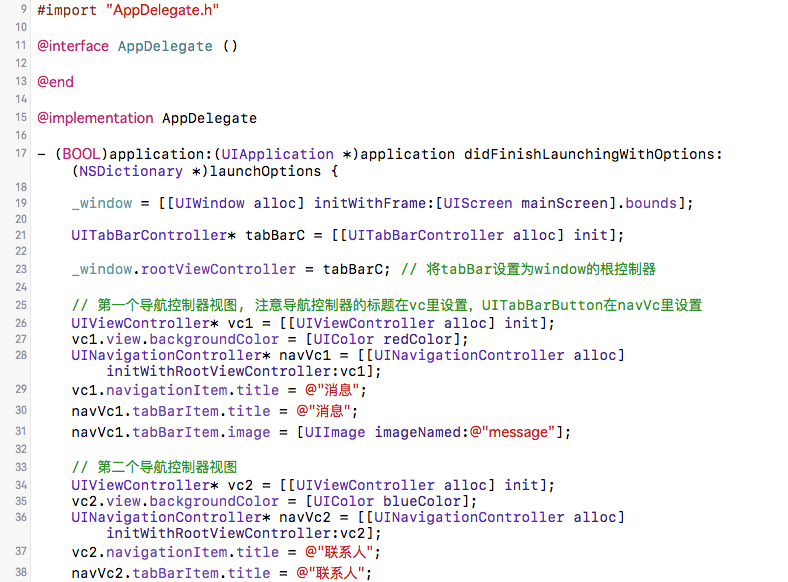 9 #import "AppDelegate.h"
10
11 @interface AppDelegate ()
12
13 @end
14
15 @implementation AppDelegate
16
17 - (BOOL)application:(UIApplication *)application didFinishLaunchingWithOptions:
(NSDictionary *)launchOptions {
18
19 _window = [[UIWindow alloc] initWithFrame:[UIScreen mainScreen].bounds];
20
21 UITabBarController* tabBarC = [[UITabBarController alloc] init];
22
23 _window.rootViewController = tabBarC; // 将tabBar设置为window的根控制器
24
25 // 第一个导航控制器视图, 注意导航控制器的标题在vc里设置，UITabBarButton在navVc里设置
26 UIViewController* vc1 = [[UIViewController alloc] init];
27 vc1.view.backgroundColor = [UIColor redColor];
28 UINavigationController* navVc1 = [[UINavigationController alloc]
initWithRootViewController:vc1];
29 vc1.navigationItem.title = @"消息";
30 navVc1.tabBarItem.title = @"消息";
31 navVc1.tabBarItem.image = [UIImage imageNamed:@"message"];
32
33 // 第二个导航控制器视图
34 UIViewController* vc2 = [[UIViewController alloc] init];
35 vc2.view.backgroundColor = [UIColor blueColor];
36 UINavigationController* navVc2 = [[UINavigationController alloc]
initWithRootViewController:vc2];
37 vc2.navigationItem.title = @"联系人";
38 navVc2.tabBarItem.title = @"联系人";